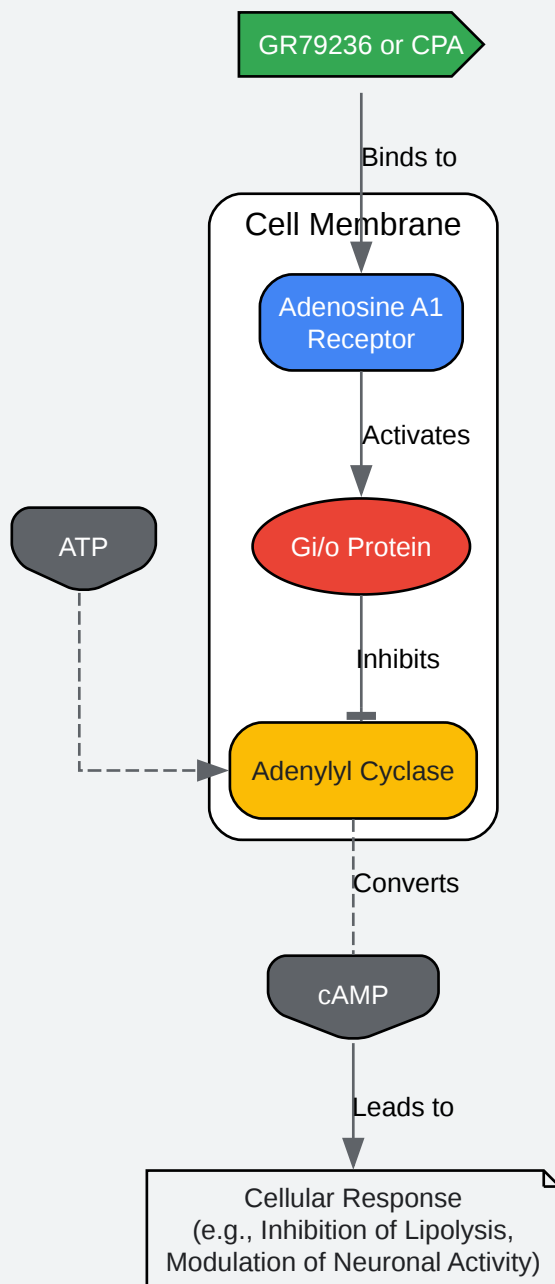 GR79236 or CPA
Binds to
Cell Membrane
Adenosine A1
Receptor
Activates
ATP
Gi/o Protein
Inhibits
Adenylyl Cyclase
Converts
cAMP
Leads to
Cellular Response
(e.g., Inhibition of Lipolysis,
Modulation of Neuronal Activity)